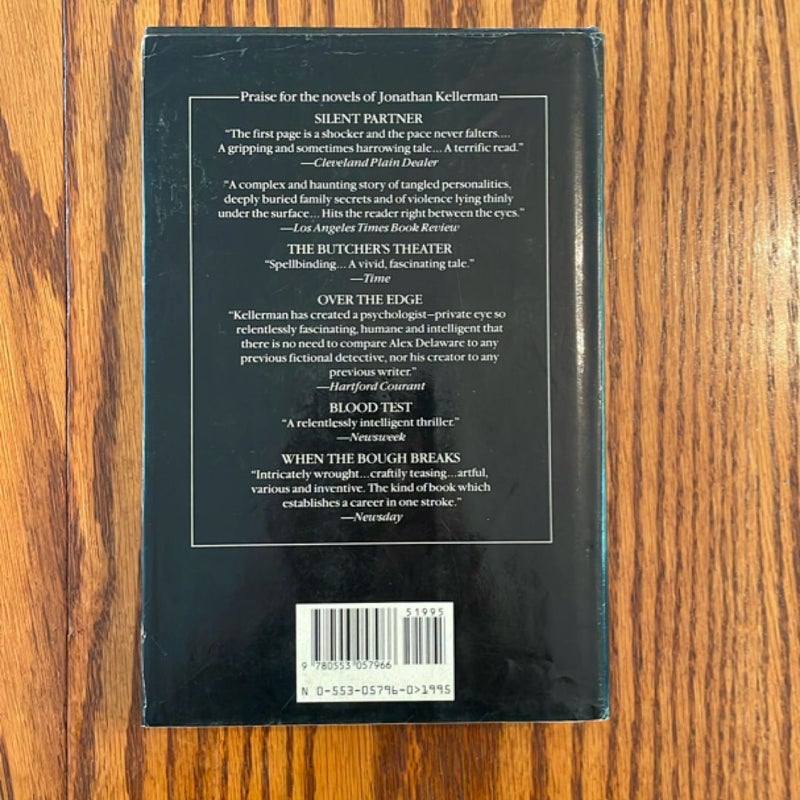 Praise for the novels of Jonathan Kellerman
SILENT PARTNER
“The first page is a shocker and the pace never falters....
A gripping and sometimes harrowing tale... A terrific read.”
—Cleveland Plain Dealer
“A complex and haunting story of tangled personalities,
deeply buried family secrets and of violence lying thinly
under the surface... Hits the reader right between the eyes.”
—Los Angeles Times Book Review
THE BUTCHER'S THEATER
“Spellbinding... A vivid, fascinating tale.”
—Time
OVER THE EDGE
“Kellerman has created a psychologist–private eye so
relentlessly fascinating, humane and intelligent that
there is no need to compare Alex Delaware to any
previous fictional detective, nor his creator to any
previous writer.”
—Hartford Courant
BLOOD TEST
“A relentlessly intelligent thriller.”
—Newsweek
WHEN THE BOUGH BREAKS
“Intricately wrought...craftily teasing...artful,
various and inventive. The kind of book which
establishes a career in one stroke.”
—Newsday
51995
9 780553 057966
N 0-553-05796-0>1995